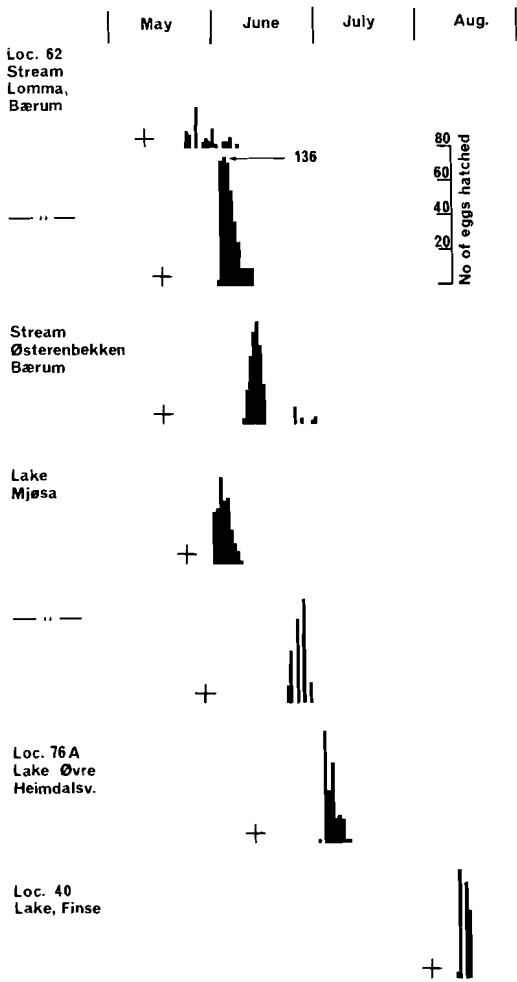 May June July Aug.
Loc. 62
Stream
Lomma,
Bærum
136
80
60
40
20
No of eggs hatched
— „ —
Stream
Østerenbekken
Bærum
Lake
Mjøsa
— „ —
Loc. 76A
Lake Øvre
Heimdalsv.
Loc. 40
Lake, Finse